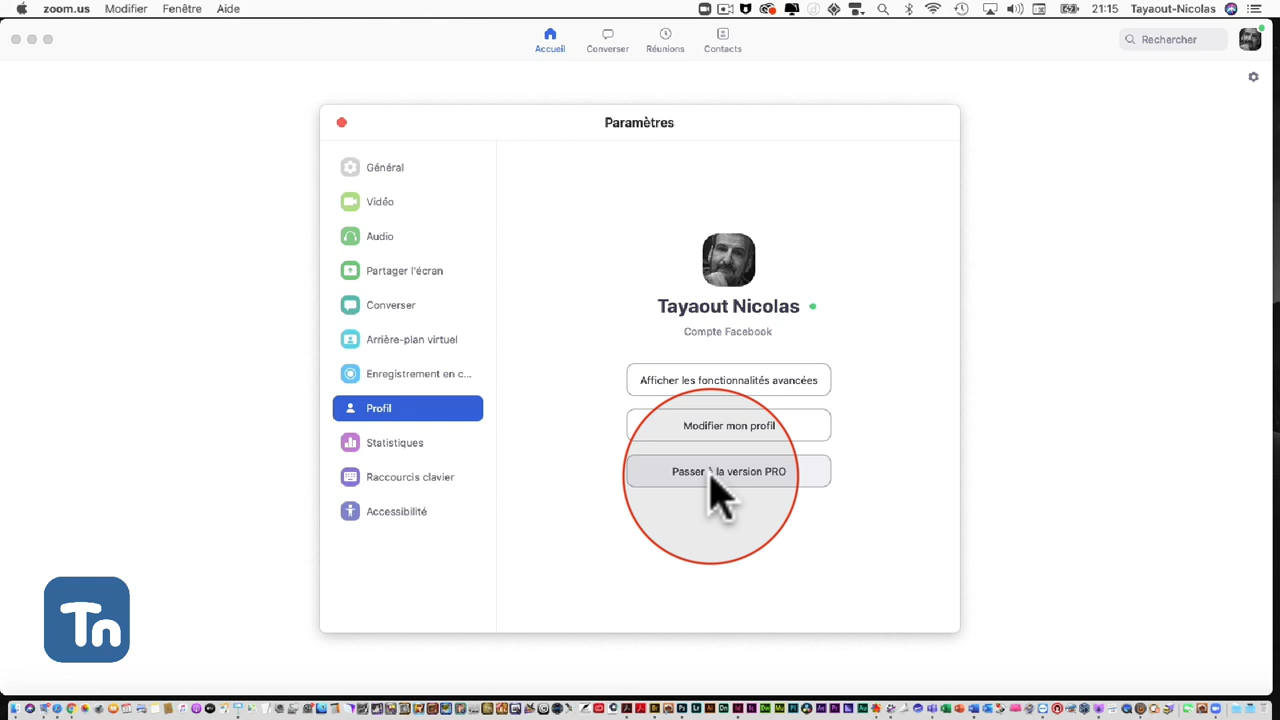 zoom.us Modifier Fenêtre Aide 21:15 Tayaout-Nicolas
Accueil Converser Réunions Contacts Rechercher
Paramètres
Général
Vidéo
Audio
Partager l'écran
Converser
Arrière-plan virtuel
Enregistrement en c...
Profil
Statistiques
Raccourcis clavier
Accessibilité
Tayaout Nicolas
Compte Facebook
Afficher les fonctionnalités avancées
Modifier mon profil
Passer à la version PRO
Tn